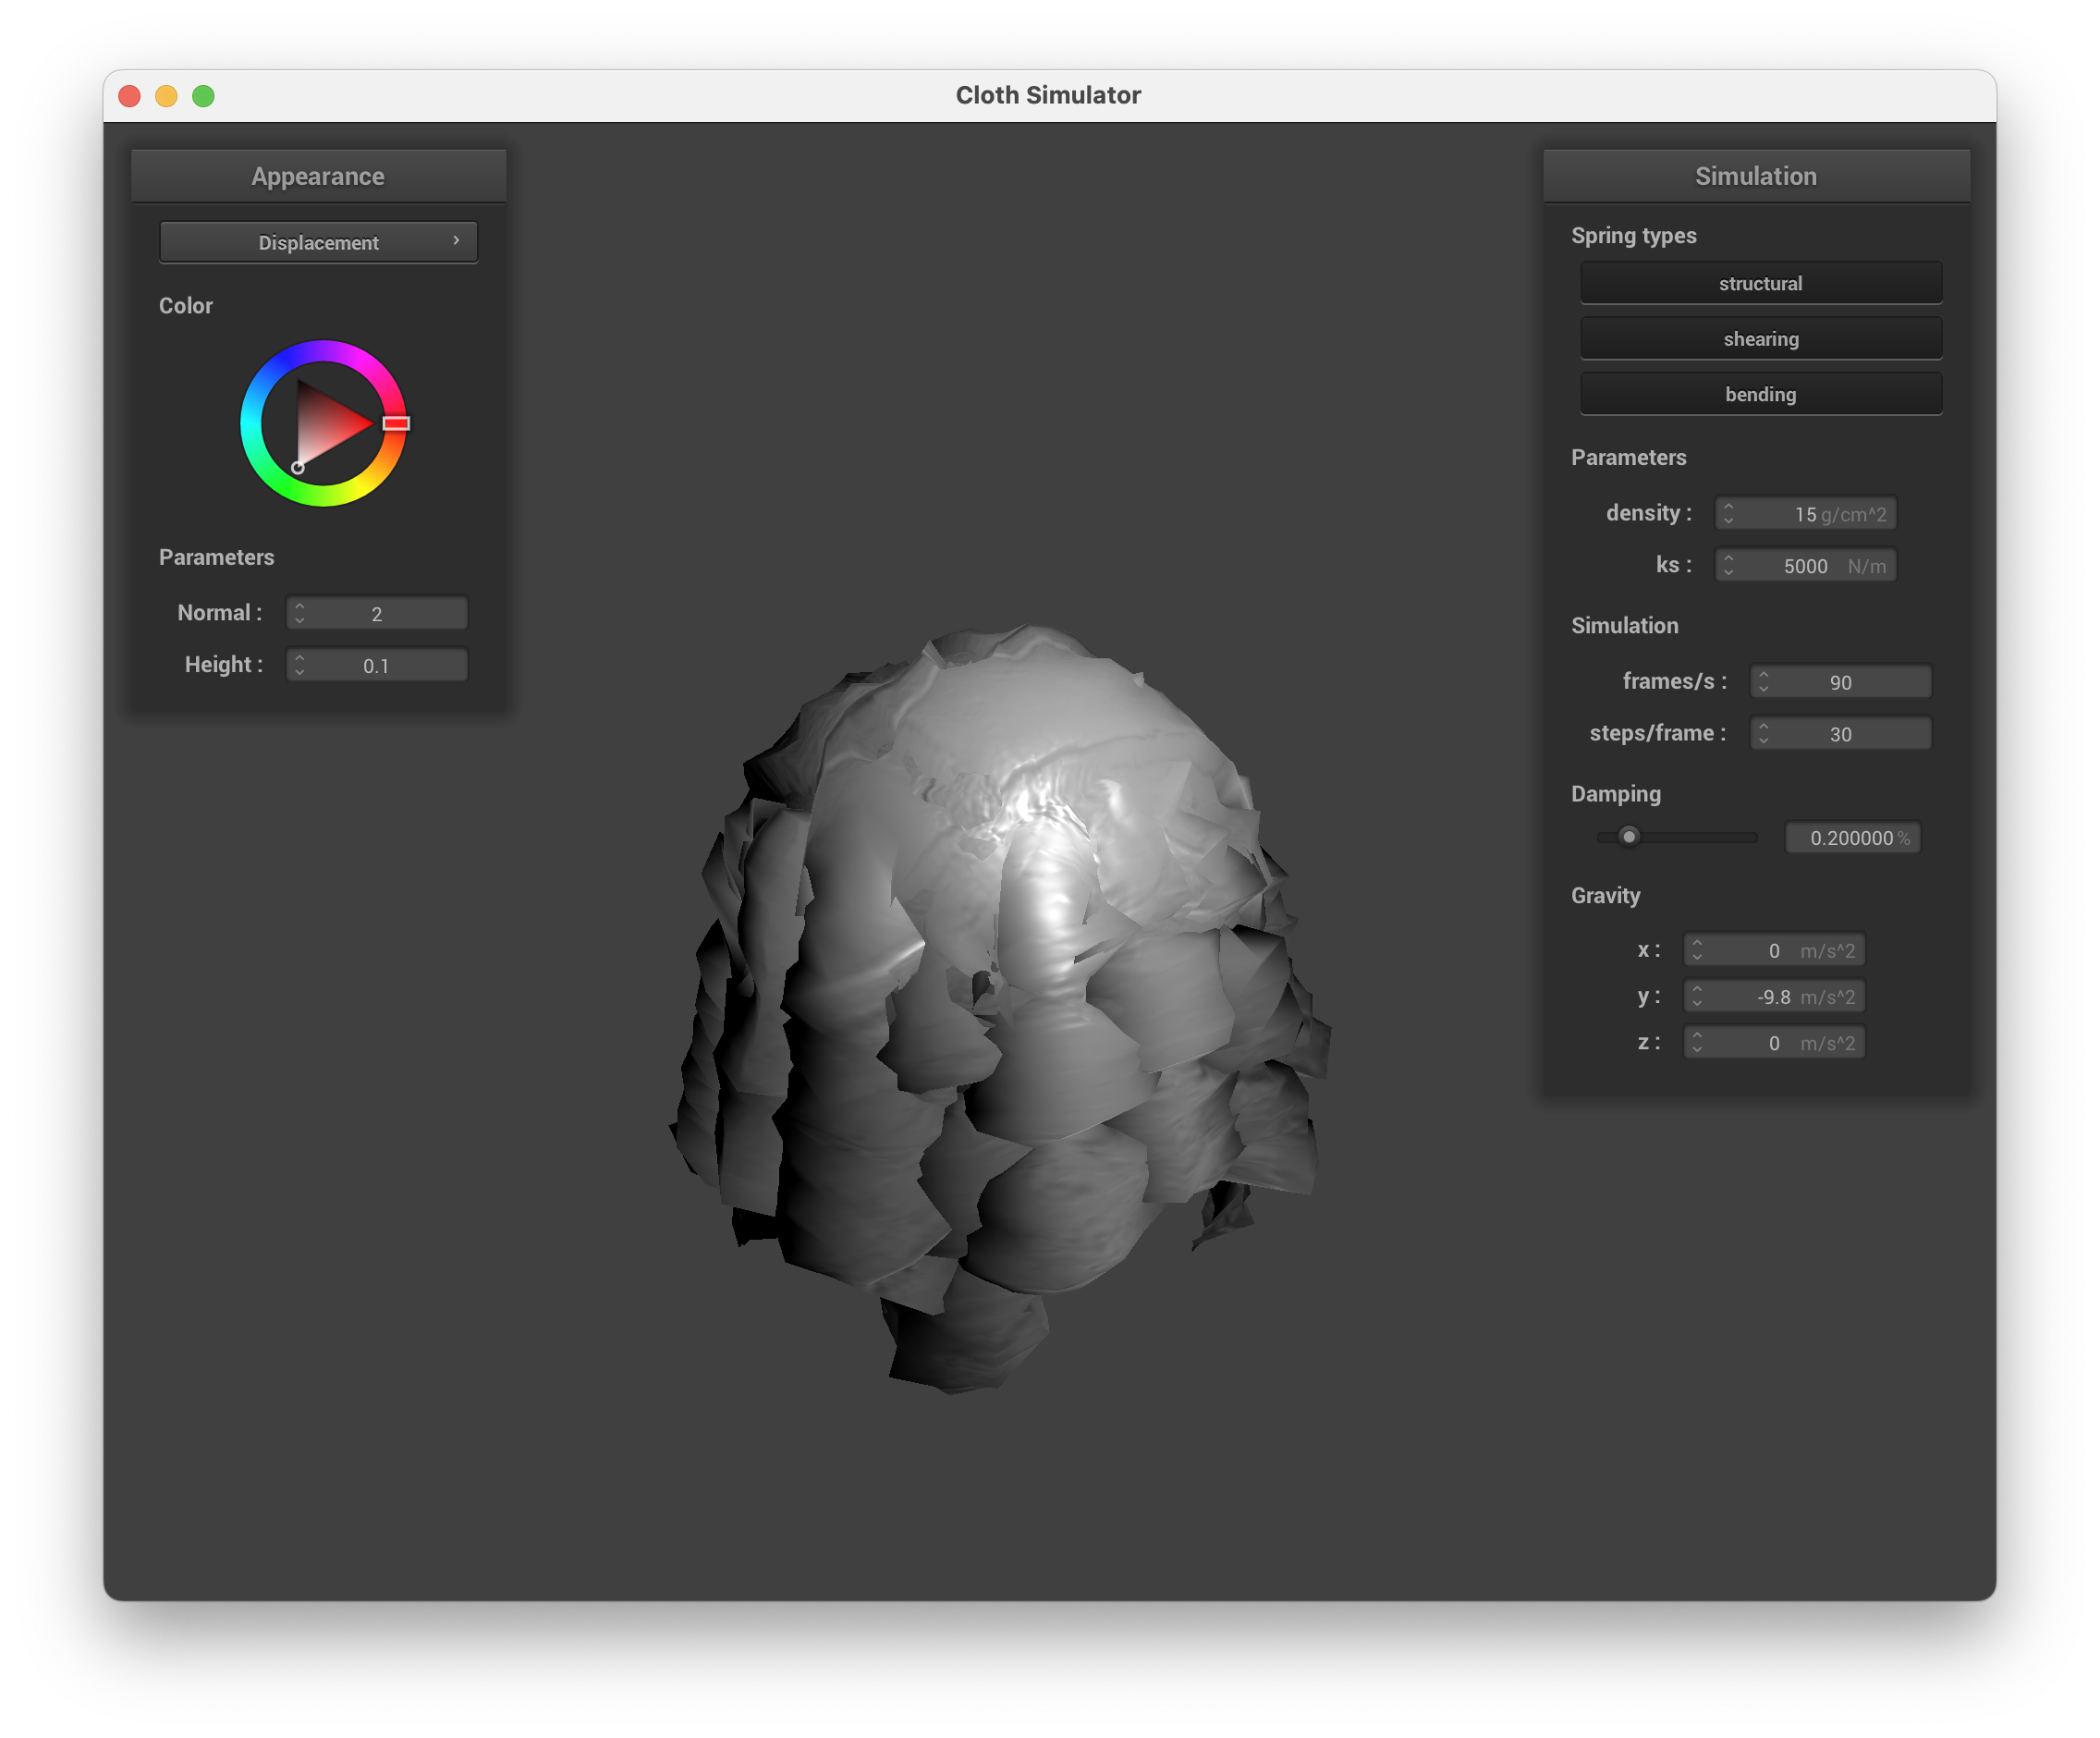 Cloth Simulator
Appearance
Displacement
Color
Parameters
Normal : 2
Height : 0.1
Simulation
Spring types
structural
shearing
bending
Parameters
density : 15 g/cm^2
ks : 5000 N/m
Simulation
frames/s : 90
steps/frame : 30
Damping
0.200000 %
Gravity
x : 0 m/s^2
y : -9.8 m/s^2
z : 0 m/s^2